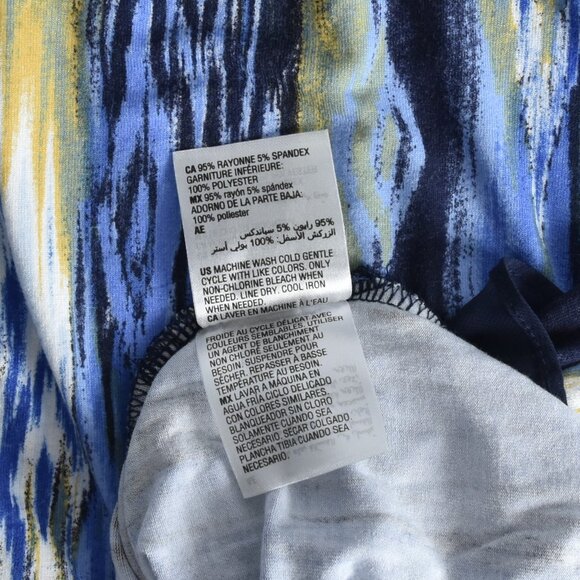 CA 95% RAYONNE 5% SPANDEX
GARNITURE INFÉRIEURE:
100% POLYESTER
MX 95% rayón 5% spándex
ADORNO DE LA PARTE BAJA:
100% poliester
AE
95% رايون 5% سباندكس
الزركش الأسفل: 100% بولي أستر
US MACHINE WASH COLD GENTLE
CYCLE WITH LIKE COLORS. ONLY
NON-CHLORINE BLEACH WHEN
NEEDED. LINE DRY. COOL IRON
WHEN NEEDED.
CA LAVER EN MACHINE À L'EAU
FROIDE AU CYCLE DÉLICAT AVEC
COULEURS SEMBLABLES. UTILISER
UN AGENT DE BLANCHIMENT
NON CHLORÉ SEULEMENT AU
BESOIN. SUSPENDRE POUR
SÉCHER. REPASSER À BASSE
TEMPÉRATURE AU BESOIN.
MX LAVAR A MAQUINA EN
AGUA FRIA CICLO DELICADO
CON COLORES SIMILARES.
BLANQUEADOR SIN CLORO
SOLAMENTE CUANDO SEA
NECESARIO. SÉCAR COLGADO
PLANCHA TIBIA CUANDO SEA
NECESARIO.